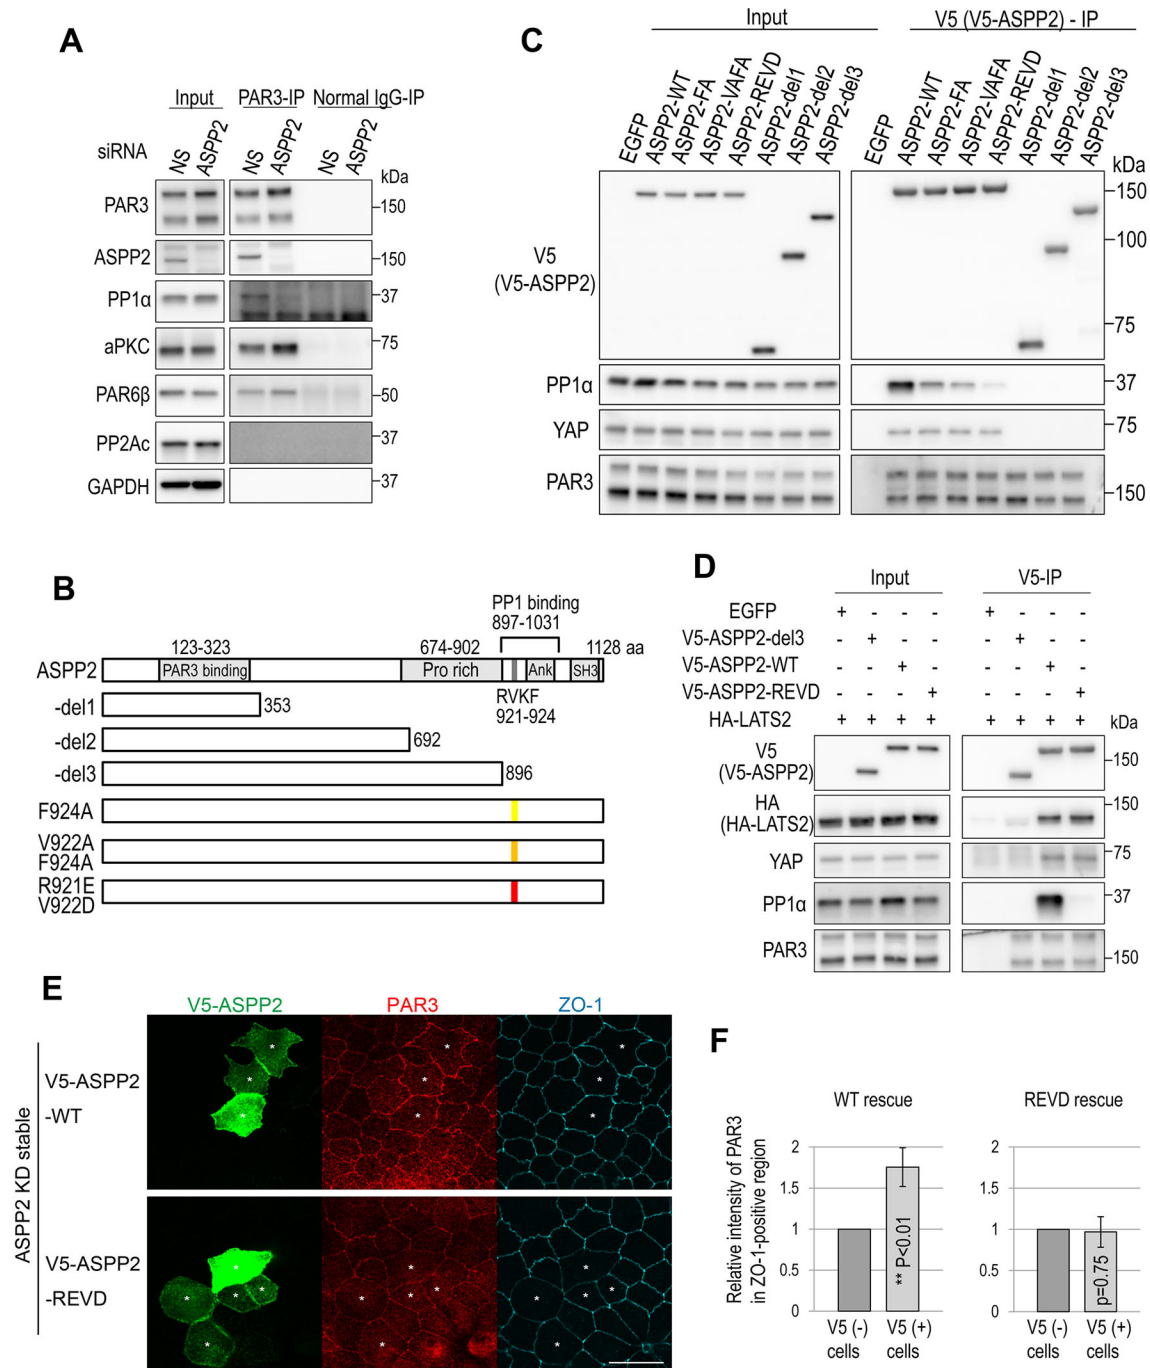 A
Input PAR3-IP Normal IgG-IP
siRNA NS ASPP2 NS ASPP2 NS ASPP2
kDa
PAR3 150
ASPP2 150
PP1α 37
aPKC 75
PAR6β 50
PP2Ac 37
GAPDH 37
C
Input V5 (V5-ASPP2) - IP
EGFP ASPP2-WT ASPP2-FA ASPP2-VAFA ASPP2-REVD ASPP2-del1 ASPP2-del2 ASPP2-del3 EGFP ASPP2-WT ASPP2-FA ASPP2-VAFA ASPP2-REVD ASPP2-del1 ASPP2-del2 ASPP2-del3
kDa
150
100
V5
(V5-ASPP2)
75
PP1α 37
YAP 75
PAR3 150
B
PP1 binding
897-1031
123-323 674-902 1128 aa
ASPP2 PAR3 binding Pro rich Ank SH3
-del1 353
RVKF
921-924
-del2 692
-del3 896
F924A
V922A
F924A
R921E
V922D
D
Input V5-IP
EGFP + - - - + - - -
V5-ASPP2-del3 - + - - - + - -
V5-ASPP2-WT - - + - - - + -
V5-ASPP2-REVD - - - + - - - +
HA-LATS2 + + + + + + + + kDa
V5
(V5-ASPP2) 150
HA
(HA-LATS2) 150
YAP 75
PP1α 37
PAR3 150
E
V5-ASPP2 PAR3 ZO-1
ASPP2 KD stable
V5-ASPP2
-WT
* * *
* * *
* * *
V5-ASPP2
-REVD
* * * * *
* * * * *
* * * * *
F
WT rescue REVD rescue
Relative intensity of PAR3
in ZO-1-positive region
2
1.5
1
0.5
0
** P<0.01
V5 (-)
cells
V5 (+)
cells
2
1.5
1
0.5
0
p=0.75
V5 (-)
cells
V5 (+)
cells